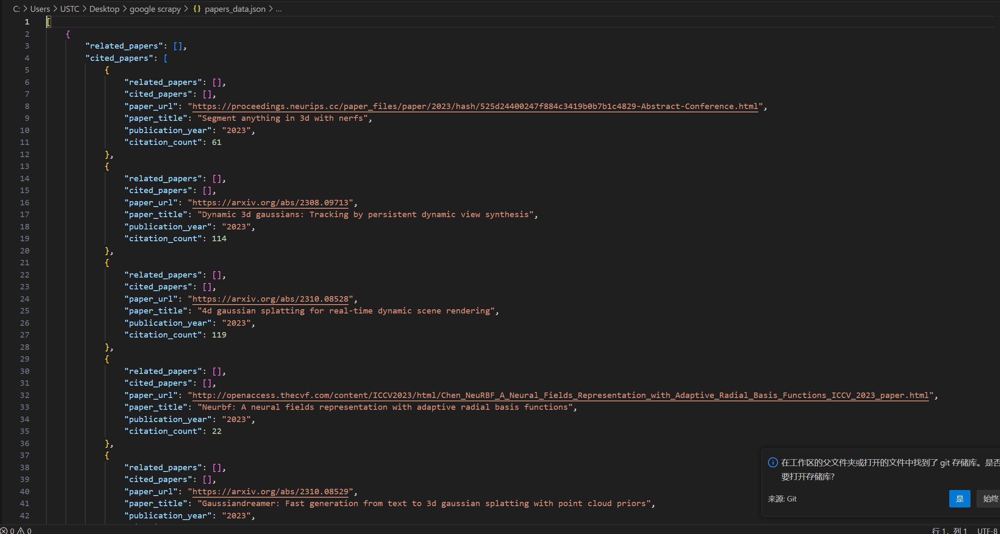 C: > Users > USTC > Desktop > google scrapy > {} papers_data.json > ...
1 [
2 {
3 "related_papers": [],
4 "cited_papers": [
5 {
6 "related_papers": [],
7 "cited_papers": [],
8 "paper_url": "https://proceedings.neurips.cc/paper_files/paper/2023/hash/525d24400247f884c3419b0b7b1c4829-Abstract-Conference.html",
9 "paper_title": "Segment anything in 3d with nerfs",
10 "publication_year": "2023",
11 "citation_count": 61
12 },
13 {
14 "related_papers": [],
15 "cited_papers": [],
16 "paper_url": "https://arxiv.org/abs/2308.09713",
17 "paper_title": "Dynamic 3d gaussians: Tracking by persistent dynamic view synthesis",
18 "publication_year": "2023",
19 "citation_count": 114
20 },
21 {
22 "related_papers": [],
23 "cited_papers": [],
24 "paper_url": "https://arxiv.org/abs/2310.08528",
25 "paper_title": "4d gaussian splatting for real-time dynamic scene rendering",
26 "publication_year": "2023",
27 "citation_count": 119
28 },
29 {
30 "related_papers": [],
31 "cited_papers": [],
32 "paper_url": "http://openaccess.thecvf.com/content/ICCV2023/html/Chen_NeuRBF_A_Neural_Fields_Representation_with_Adaptive_Radial_Basis_Functions_ICCV_2023_paper.html",
33 "paper_title": "Neurbf: A neural fields representation with adaptive radial basis functions",
34 "publication_year": "2023",
35 "citation_count": 22
36 },
37 {
38 "related_papers": [],
39 "cited_papers": [],
40 "paper_url": "https://arxiv.org/abs/2310.08529",
41 "paper_title": "Gaussiandreamer: Fast generation from text to 3d gaussian splatting with point cloud priors",
42 "publication_year": "2023",
在工作区的父文件夹或打开的文件中找到了 git 存储库。是否
要打开存储库?
来源: Git
是
始终
0 0
行 1，列 1 UTF-8